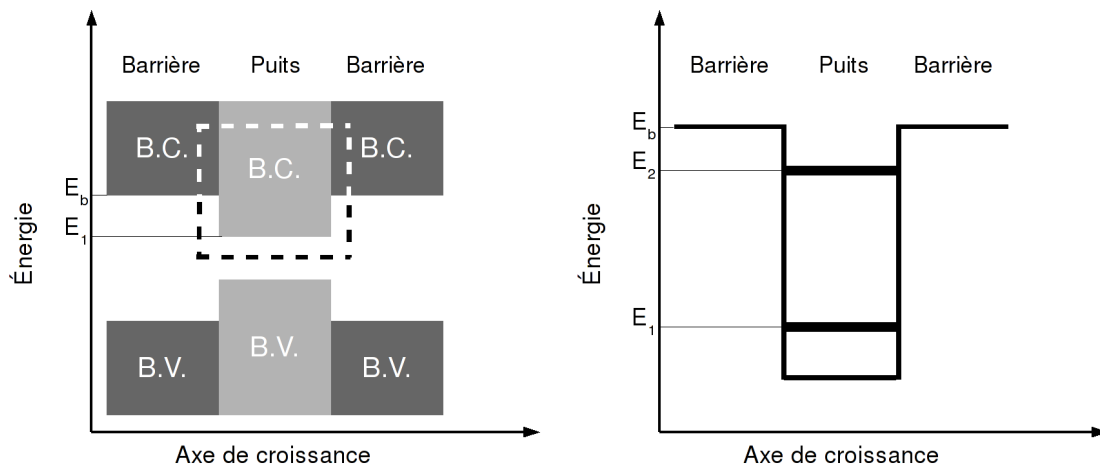 Barrière Puits Barrière
B.C. B.C. B.C.
E_b
E_1
Énergie
B.V. B.V. B.V.
Axe de croissance
Barrière Puits Barrière
E_b
E_2
Énergie
E_1
Axe de croissance